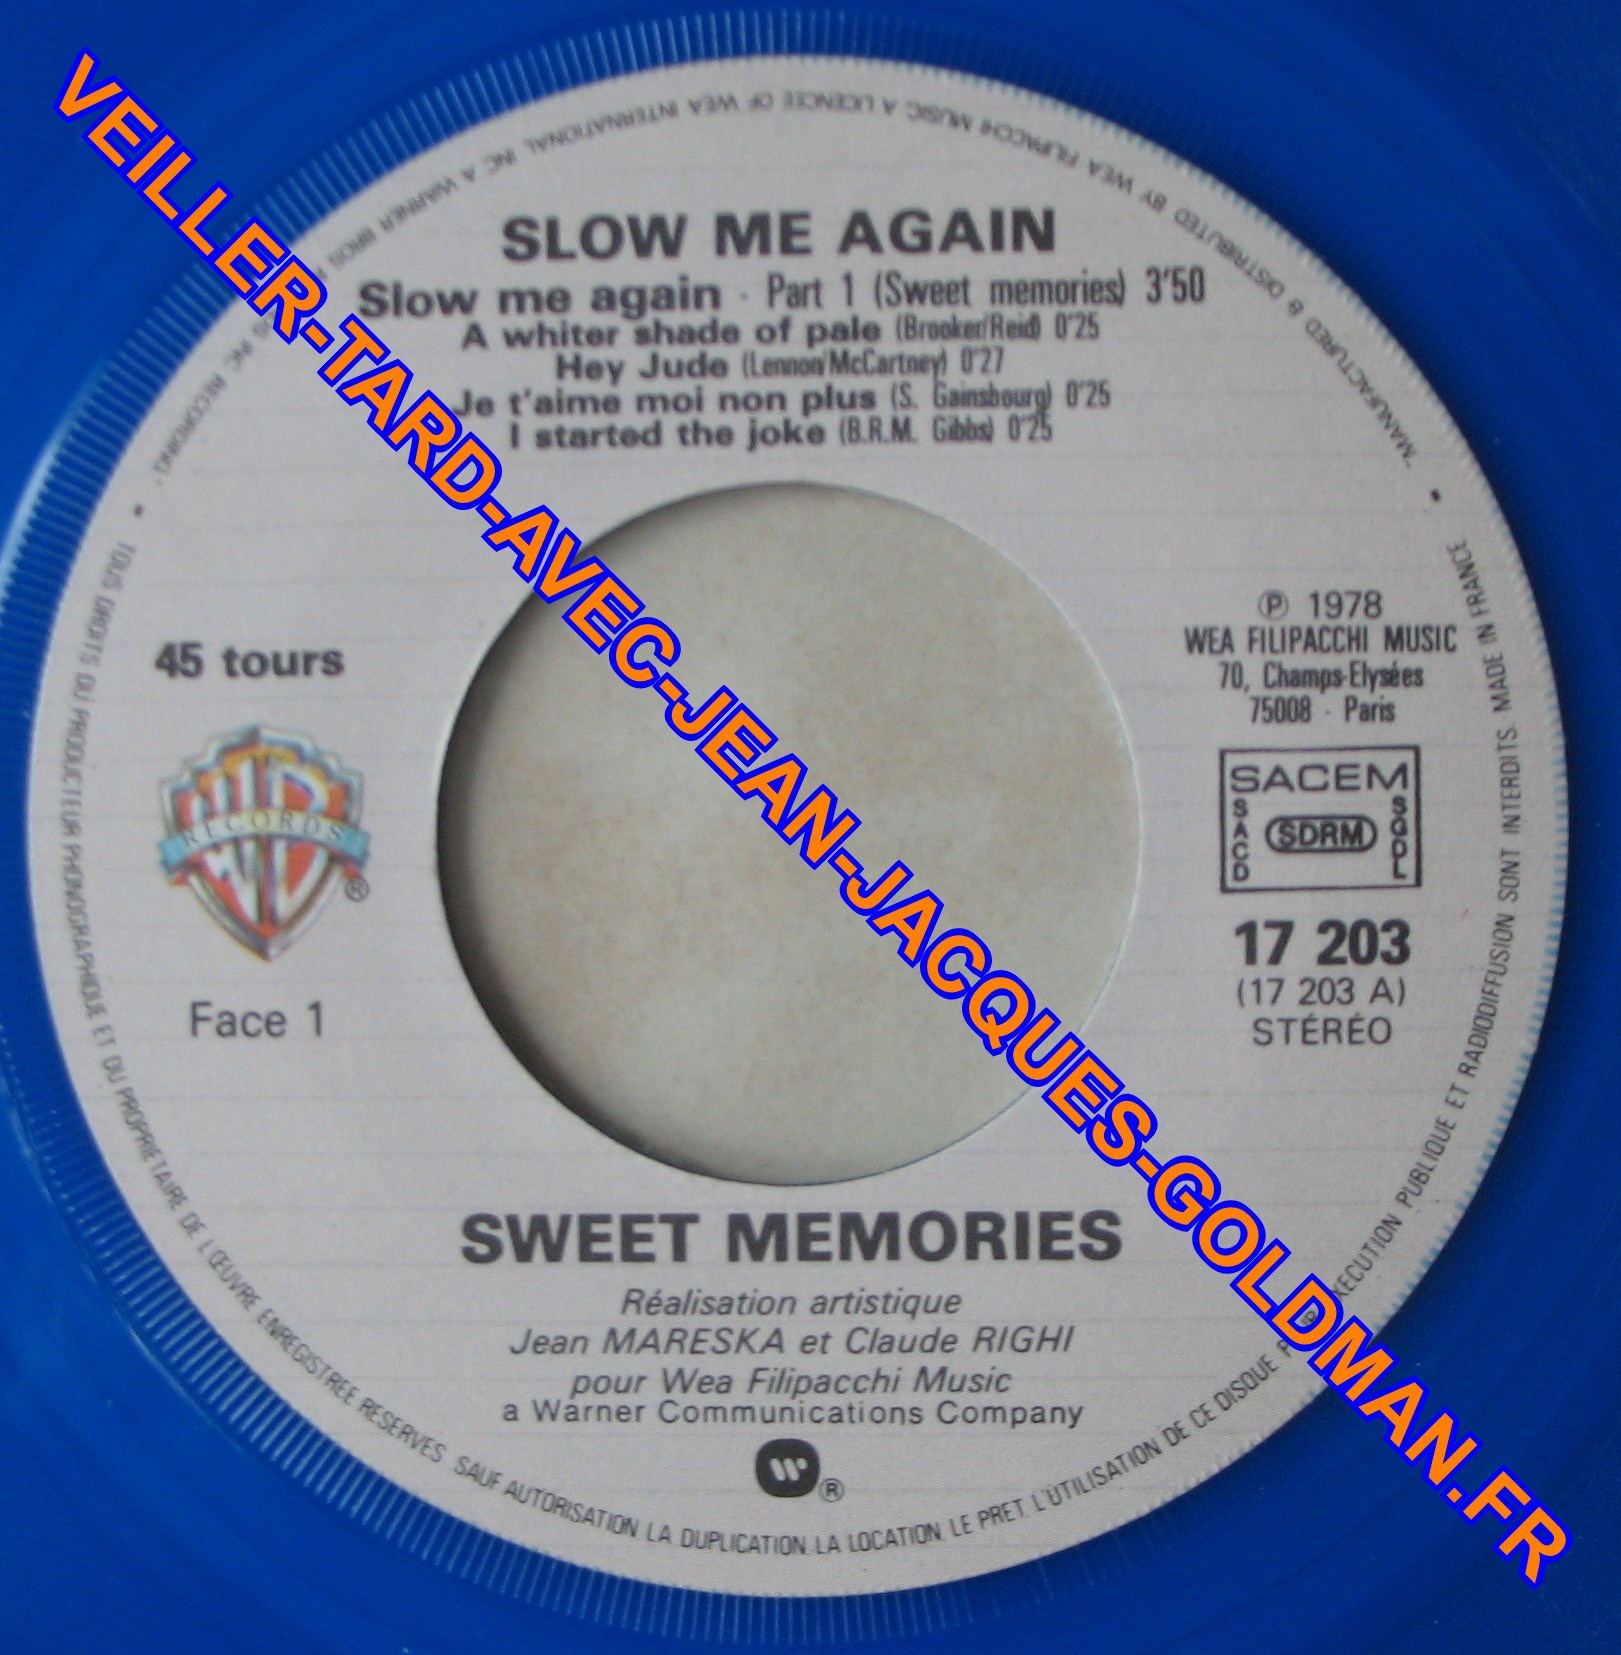 VEILLER-TARD-AVEC-JEAN-JACQUES-GOLDMAN.FR
SLOW ME AGAIN
Slow me again - Part 1 (Sweet memories) 3'50
A whiter shade of pale (Brooker/Reid) 0'25
Hey Jude (Lennon/McCartney) 0'27
Je t'aime moi non plus (S. Gainsbourg) 0'25
I started the joke (B.R.M. Gibbs) 0'25
45 tours
WB
RECORDS
®
Face 1
℗ 1978
WEA FILIPACCHI MUSIC
70, Champs-Elysées
75008 - Paris
SACEM
SACD
SDRM
SGDL
17 203
(17 203 A)
STÉRÉO
SWEET MEMORIES
Réalisation artistique
Jean MARESKA et Claude RIGHI
pour Wea Filipacchi Music
a Warner Communications Company
®
"MANUFACTURED & DISTRIBUTED BY WEA FILIPACCHI MUSIC A LICENCEE OF WEA INTERNATIONAL INC A WARNER BROS INC RECORDING"
TOUS DROITS DU PRODUCTEUR PHONOGRAPHIQUE ET DU PROPRIETAIRE DE L'ŒUVRE ENREGISTREE RESERVES SAUF AUTORISATION LA DUPLICATION LA LOCATION LE PRET L'UTILISATION DE CE DISQUE EXECUTION PUBLIQUE ET RADIODIFFUSION SONT INTERDITS. MADE IN FRANCE